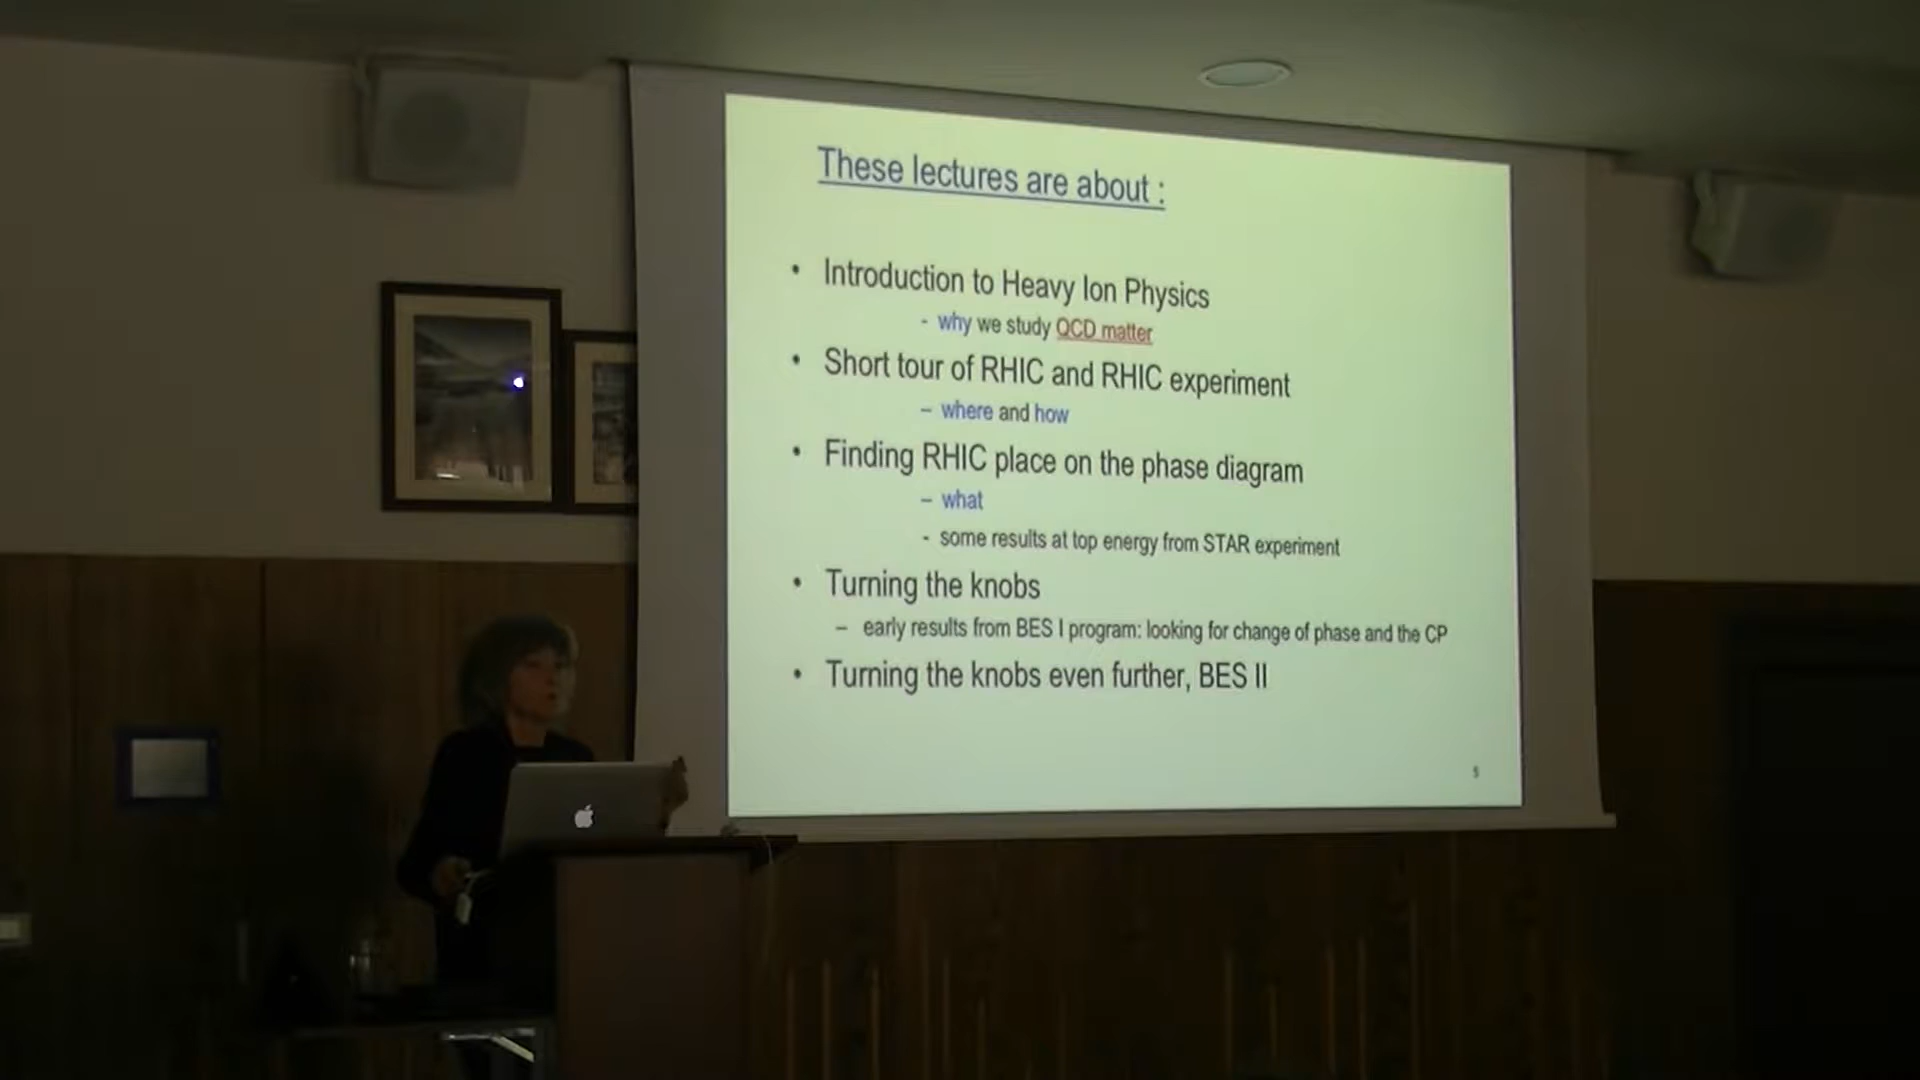 These lectures are about :
• Introduction to Heavy Ion Physics
- why we study QCD matter
• Short tour of RHIC and RHIC experiment
– where and how
• Finding RHIC place on the phase diagram
– what
- some results at top energy from STAR experiment
• Turning the knobs
– early results from BES I program: looking for change of phase and the CP
• Turning the knobs even further, BES II
5